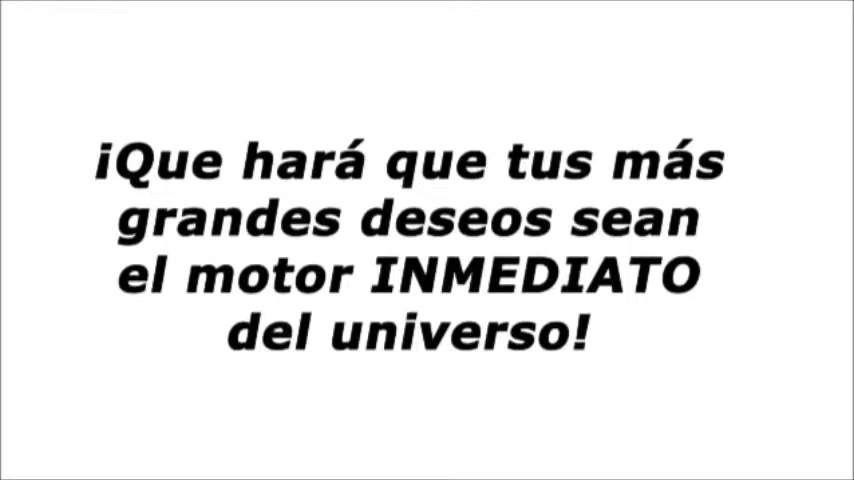 ¡Que hará que tus más
grandes deseos sean
el motor INMEDIATO
del universo!